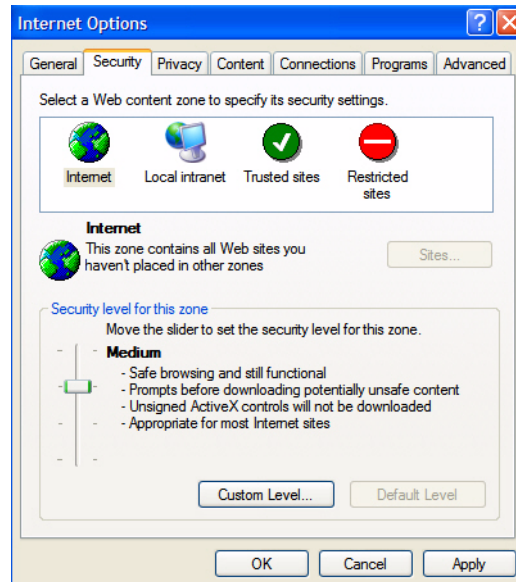 Internet Options
General Security Privacy Content Connections Programs Advanced
Select a Web content zone to specify its security settings.
Internet Local intranet Trusted sites Restricted sites
Internet
This zone contains all Web sites you
haven't placed in other zones
Sites...
Security level for this zone
Move the slider to set the security level for this zone.
Medium
- Safe browsing and still functional
- Prompts before downloading potentially unsafe content
- Unsigned ActiveX controls will not be downloaded
- Appropriate for most Internet sites
Custom Level... Default Level
OK Cancel Apply